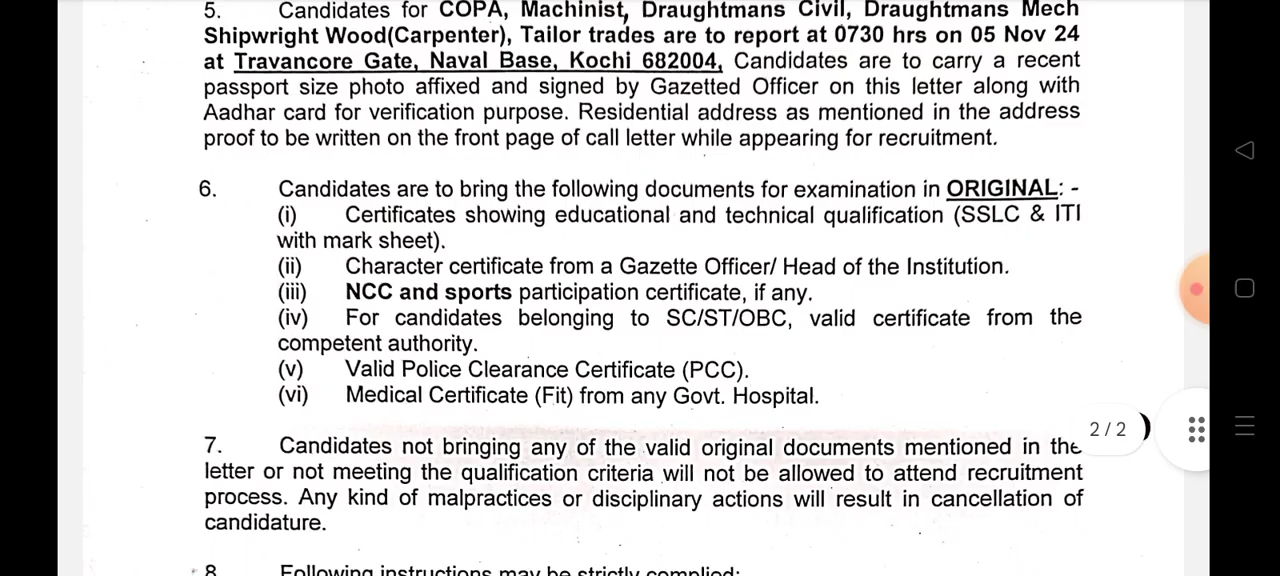 5. Candidates for COPA, Machinist, Draughtmans Civil, Draughtmans Mech
Shipwright Wood(Carpenter), Tailor trades are to report at 0730 hrs on 05 Nov 24
at Travancore Gate, Naval Base, Kochi 682004, Candidates are to carry a recent
passport size photo affixed and signed by Gazetted Officer on this letter along with
Aadhar card for verification purpose. Residential address as mentioned in the address
proof to be written on the front page of call letter while appearing for recruitment.
6. Candidates are to bring the following documents for examination in ORIGINAL: -
(i) Certificates showing educational and technical qualification (SSLC & ITI
with mark sheet).
(ii) Character certificate from a Gazette Officer/ Head of the Institution.
(iii) NCC and sports participation certificate, if any.
(iv) For candidates belonging to SC/ST/OBC, valid certificate from the
competent authority.
(v) Valid Police Clearance Certificate (PCC).
(vi) Medical Certificate (Fit) from any Govt. Hospital.
2 / 2
7. Candidates not bringing any of the valid original documents mentioned in the
letter or not meeting the qualification criteria will not be allowed to attend recruitment
process. Any kind of malpractices or disciplinary actions will result in cancellation of
candidature.
8 Following instructions may be strictly complied: